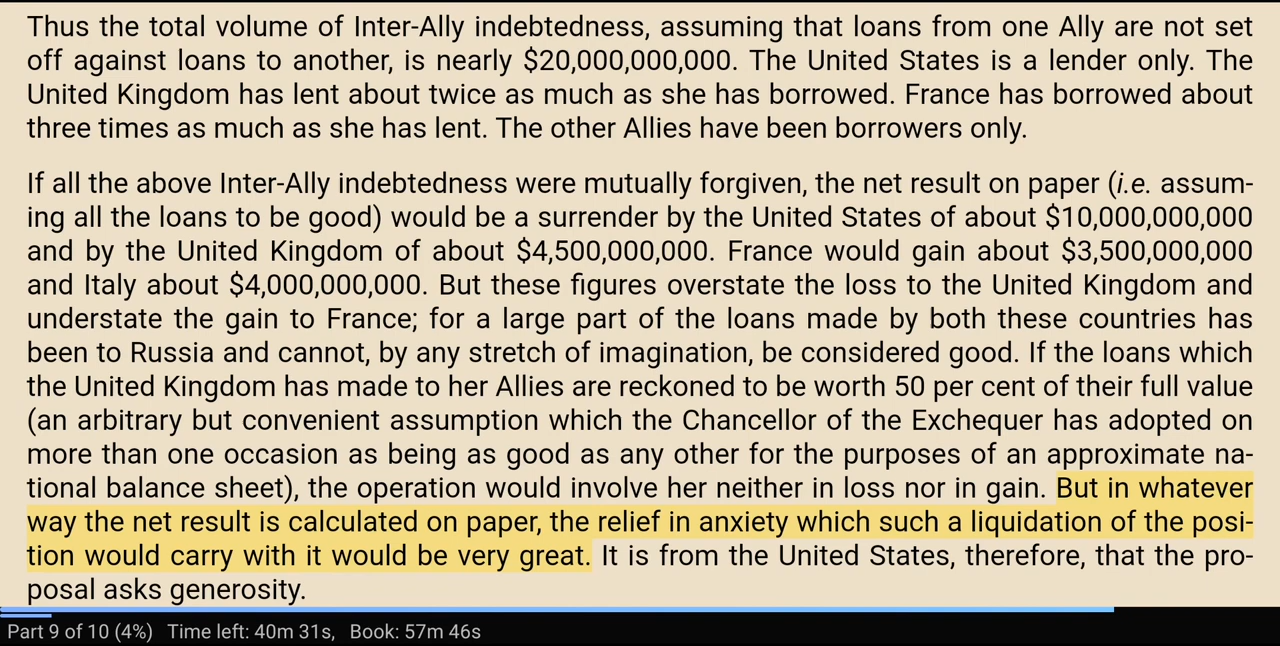 Thus the total volume of Inter-Ally indebtedness, assuming that loans from one Ally are not set
off against loans to another, is nearly $20,000,000,000. The United States is a lender only. The
United Kingdom has lent about twice as much as she has borrowed. France has borrowed about
three times as much as she has lent. The other Allies have been borrowers only.
If all the above Inter-Ally indebtedness were mutually forgiven, the net result on paper (i.e. assum-
ing all the loans to be good) would be a surrender by the United States of about $10,000,000,000
and by the United Kingdom of about $4,500,000,000. France would gain about $3,500,000,000
and Italy about $4,000,000,000. But these figures overstate the loss to the United Kingdom and
understate the gain to France; for a large part of the loans made by both these countries has
been to Russia and cannot, by any stretch of imagination, be considered good. If the loans which
the United Kingdom has made to her Allies are reckoned to be worth 50 per cent of their full value
(an arbitrary but convenient assumption which the Chancellor of the Exchequer has adopted on
more than one occasion as being as good as any other for the purposes of an approximate na-
tional balance sheet), the operation would involve her neither in loss nor in gain. But in whatever
way the net result is calculated on paper, the relief in anxiety which such a liquidation of the posi-
tion would carry with it would be very great. It is from the United States, therefore, that the pro-
posal asks generosity.
Part 9 of 10 (4%) Time left: 40m 31s, Book: 57m 46s